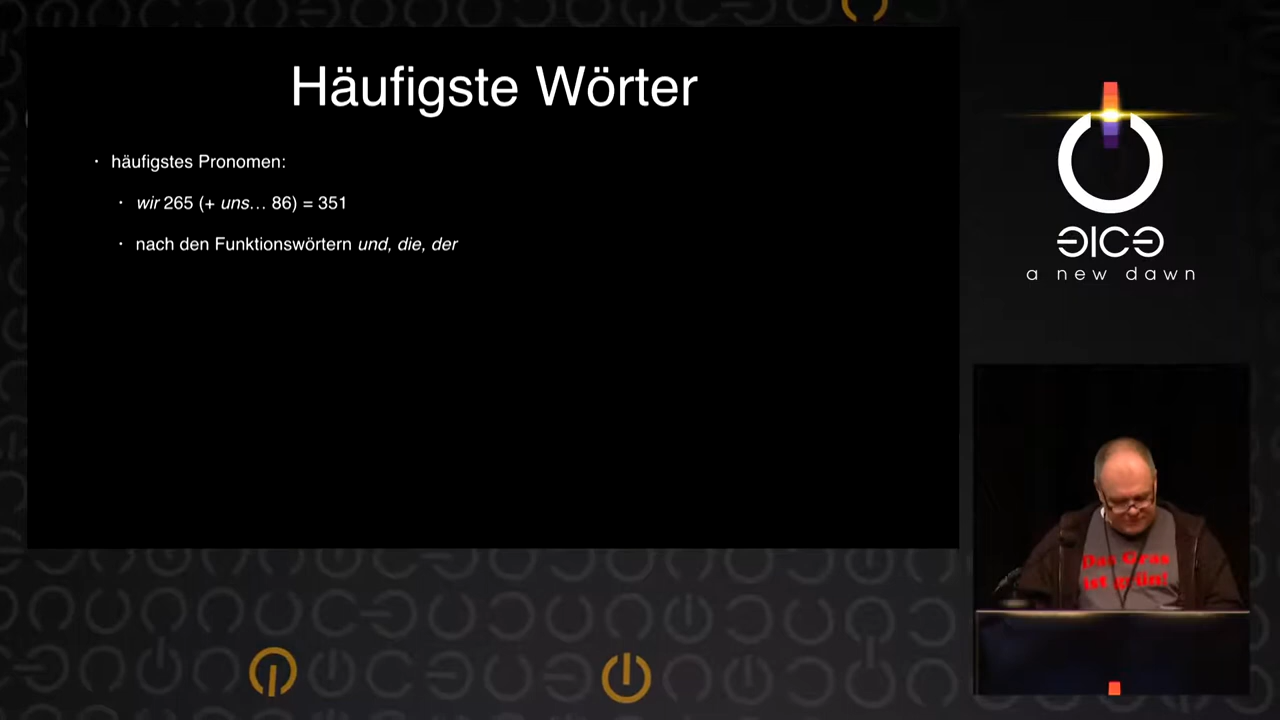 Häufigste Wörter
· häufigstes Pronomen:
· wir 265 (+ uns… 86) = 351
· nach den Funktionswörtern und, die, der
a new dawn
Das Gras
ist grün!